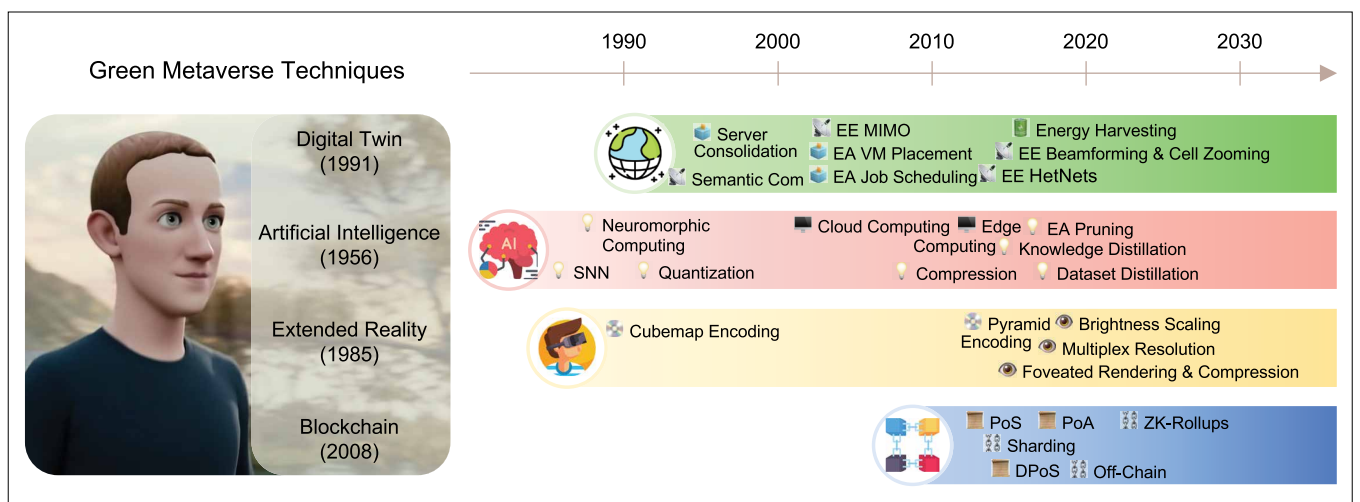 Green Metaverse Techniques
1990 2000 2010 2020 2030
Digital Twin
(1991)
Artificial Intelligence
(1956)
Extended Reality
(1985)
Blockchain
(2008)
Server
Consolidation
EE MIMO
Energy Harvesting
EA VM Placement
EE Beamforming & Cell Zooming
Semantic Com
EA Job Scheduling
EE HetNets
AI
Neuromorphic
Computing
Cloud Computing
Edge
Computing
EA Pruning
Knowledge Distillation
SNN
Quantization
Compression
Dataset Distillation
Cubemap Encoding
Pyramid
Encoding
Brightness Scaling
Multiplex Resolution
Foveated Rendering & Compression
PoS
PoA
ZK-Rollups
Sharding
DPoS
Off-Chain